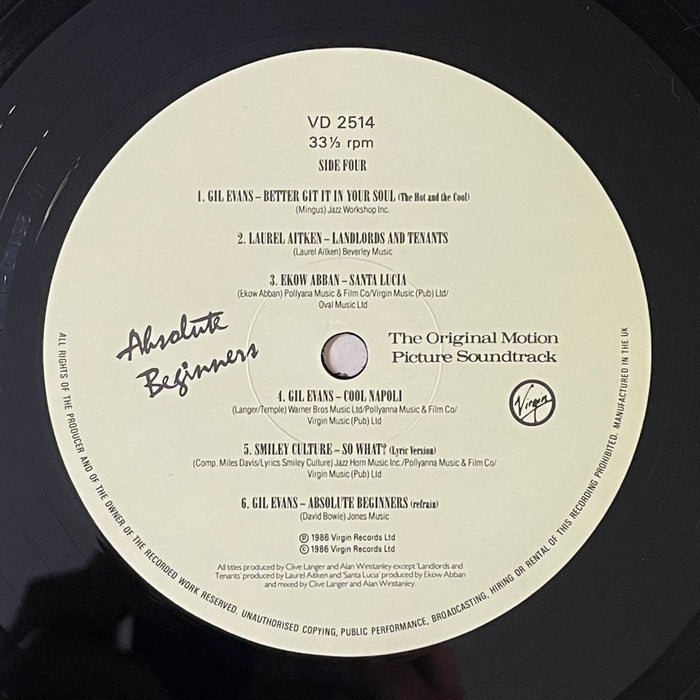 VD 2514
33⅓ rpm
SIDE FOUR
1. GIL EVANS – BETTER GIT IT IN YOUR SOUL (The Hot and the Cool)
(Mingus) Jazz Workshop Inc.
2. LAUREL AITKEN – LANDLORDS AND TENANTS
(Laurel Aitken) Beverley Music
3. EKOW ABBAN – SANTA LUCIA
(Ekow Abban) Pollyana Music & Film Co/Virgin Music (Pub) Ltd/
Oval Music Ltd
Absolute
Beginners
The Original Motion
Picture Soundtrack
Virgin
4. GIL EVANS – COOL NAPOLI
(Langer/Temple) Warner Bros Music Ltd/Pollyanna Music & Film Co/
Virgin Music (Pub) Ltd
5. SMILEY CULTURE – SO WHAT? (Lyric Version)
(Comp. Miles Davis/Lyrics Smiley Culture) Jazz Horn Music Inc./Pollyanna Music & Film Co/
Virgin Music (Pub) Ltd
6. GIL EVANS – ABSOLUTE BEGINNERS (refrain)
(David Bowie) Jones Music
℗ 1986 Virgin Records Ltd
© 1986 Virgin Records Ltd
All titles produced by Clive Langer and Alan Winstanley except 'Landlords and
Tenants' produced by Laurel Aitken and 'Santa Lucia' produced by Ekow Abban
and mixed by Clive Langer and Alan Winstanley.
ALL RIGHTS OF THE PRODUCER AND OF THE OWNER OF THE RECORDED WORK RESERVED. UNAUTHORISED COPYING, PUBLIC PERFORMANCE, BROADCASTING, HIRING OR RENTAL OF THIS RECORDING PROHIBITED. MANUFACTURED IN THE UK